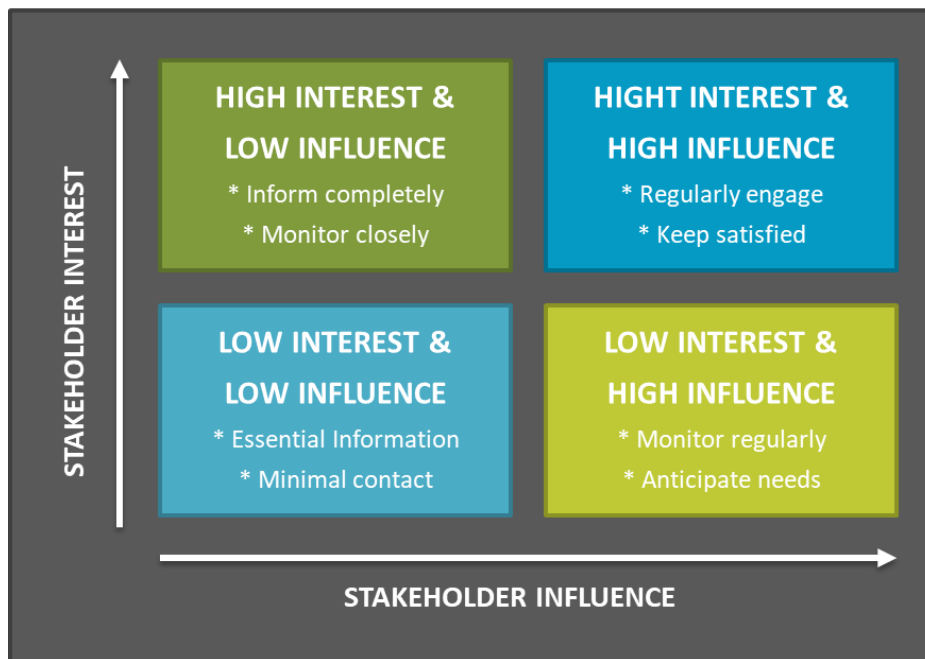 STAKEHOLDER INTEREST
HIGH INTEREST &
LOW INFLUENCE
* Inform completely
* Monitor closely
HIGHT INTEREST &
HIGH INFLUENCE
* Regularly engage
* Keep satisfied
LOW INTEREST &
LOW INFLUENCE
* Essential Information
* Minimal contact
LOW INTEREST &
HIGH INFLUENCE
* Monitor regularly
* Anticipate needs
STAKEHOLDER INFLUENCE